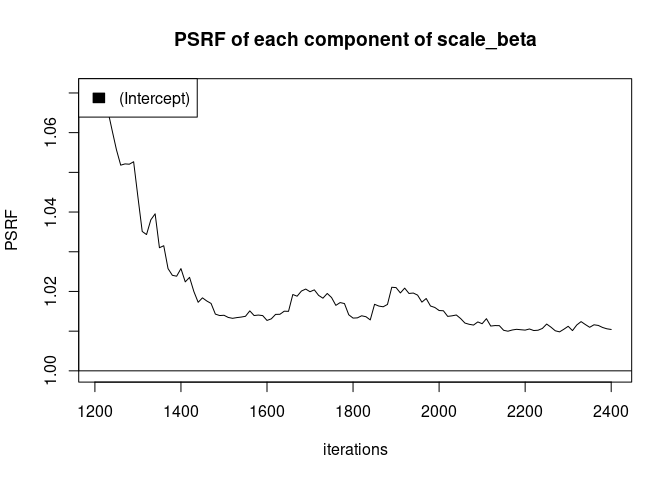 PSRF of each component of scale_beta
(Intercept)
PSRF
1.06
1.04
1.02
1.00
1200 1400 1600 1800 2000 2200 2400
iterations